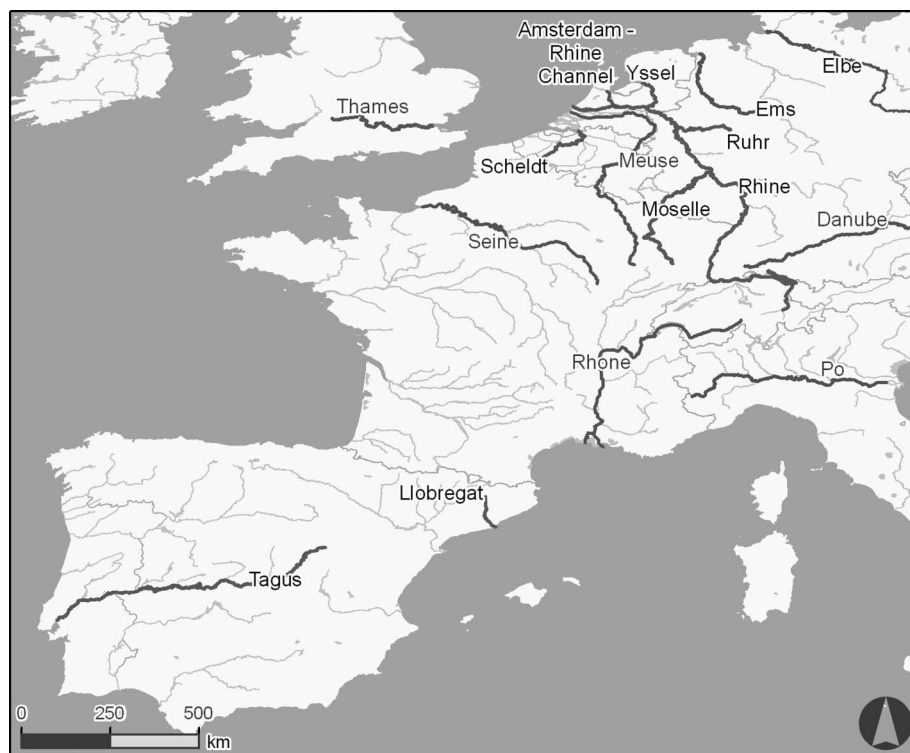 Amsterdam -
Rhine
Channel
Yssel
Elbe
Thames
Ems
Ruhr
Scheldt
Meuse
Rhine
Moselle
Danube
Seine
Rhone
Po
Llobregat
Tagus
0 250 500
km